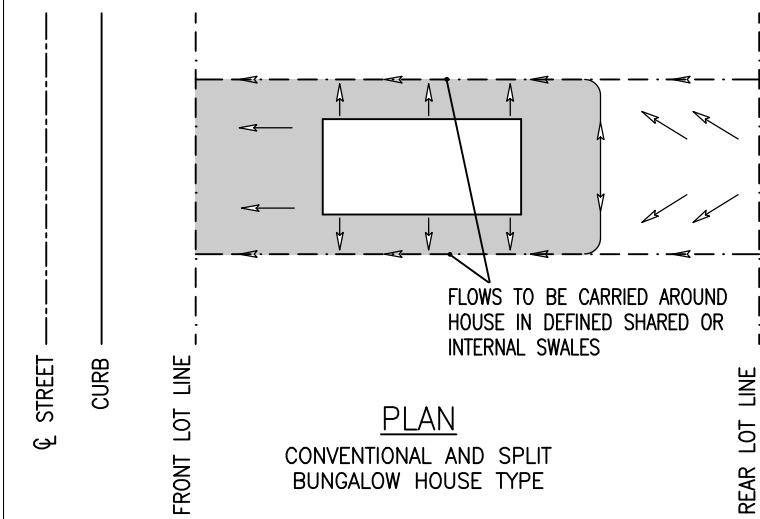 FLOWS TO BE CARRIED AROUND
HOUSE IN DEFINED SHARED OR
INTERNAL SWALES
℄ STREET
CURB
FRONT LOT LINE
REAR LOT LINE
PLAN
CONVENTIONAL AND SPLIT
BUNGALOW HOUSE TYPE